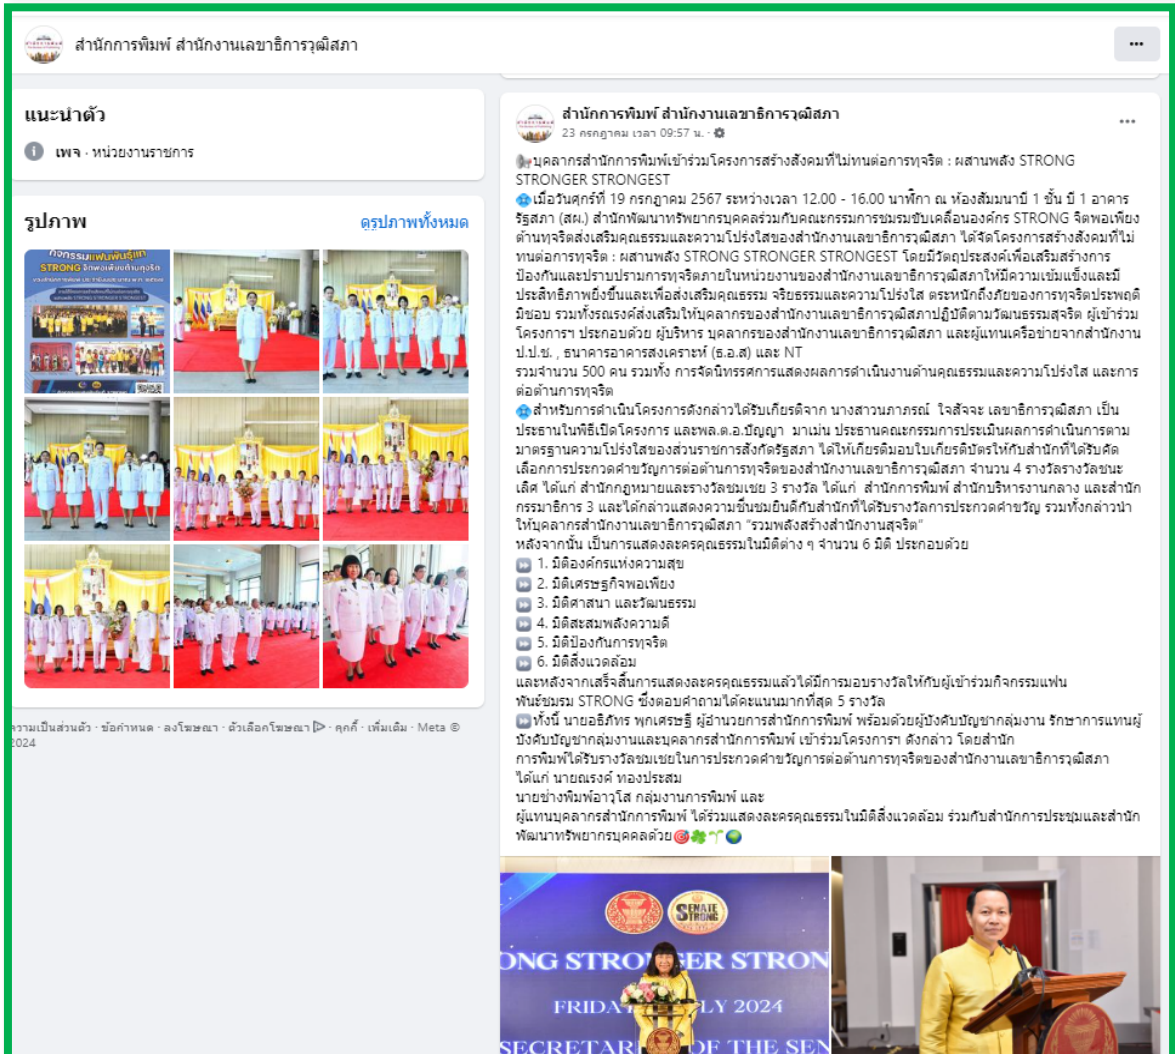 สำนักการพิมพ์ สำนักงานเลขาธิการวุฒิสภา
แนะนำตัว
เพจ · หน่วยงานราชการ
รูปภาพ
ดูรูปภาพทั้งหมด
กิจกรรมแฟนพันธุ์แท้
STRONG จิตพอเพียงต้านทุจริต
ความเป็นส่วนตัว · ข้อกำหนด · ลงโฆษณา · ตัวเลือกโฆษณา · คุกกี้ · เพิ่มเติม · Meta ©
2024
สำนักการพิมพ์ สำนักงานเลขาธิการวุฒิสภา
23 กรกฎาคม เวลา 09:57 น. ·
บุคลากรสำนักการพิมพ์เข้าร่วมโครงการสร้างสังคมที่ไม่ทนต่อการทุจริต : ผสานพลัง STRONG
STRONGER STRONGEST
เมื่อวันศุกร์ที่ 19 กรกฎาคม 2567 ระหว่างเวลา 12.00 - 16.00 นาฬิกา ณ ห้องสัมมนาบี 1 ชั้น บี 1 อาคาร
รัฐสภา (สผ.) สำนักพัฒนาทรัพยากรบุคคลร่วมกับคณะกรรมการชมรมขับเคลื่อนองค์กร STRONG จิตพอเพียง
ต้านทุจริตส่งเสริมคุณธรรมและความโปร่งใสของสำนักงานเลขาธิการวุฒิสภา ได้จัดโครงการสร้างสังคมที่ไม่
ทนต่อการทุจริต : ผสานพลัง STRONG STRONGER STRONGEST โดยมีวัตถุประสงค์เพื่อเสริมสร้างการ
ป้องกันและปราบปรามการทุจริตภายในหน่วยงานของสำนักงานเลขาธิการวุฒิสภาให้มีความเข้มแข็งและมี
ประสิทธิภาพยิ่งขึ้นและเพื่อส่งเสริมคุณธรรม จริยธรรมและความโปร่งใส ตระหนักถึงภัยของการทุจริตประพฤติ
มิชอบ รวมทั้งรณรงค์ส่งเสริมให้บุคลากรของสำนักงานเลขาธิการวุฒิสภาปฏิบัติตามวัฒนธรรมสุจริต ผู้เข้าร่วม
โครงการฯ ประกอบด้วย ผู้บริหาร บุคลากรของสำนักงานเลขาธิการวุฒิสภา และผู้แทนเครือข่ายจากสำนักงาน
ป.ป.ช. , ธนาคารอาคารสงเคราะห์ (ธ.อ.ส) และ NT
รวมจำนวน 500 คน รวมทั้ง การจัดนิทรรศการแสดงผลการดำเนินงานด้านคุณธรรมและความโปร่งใส และการ
ต่อต้านการทุจริต
สำหรับการดำเนินโครงการดังกล่าวได้รับเกียรติจาก นางสาวนภาภรณ์ ใจสัจจะ เลขาธิการวุฒิสภา เป็น
ประธานในพิธีเปิดโครงการ และพล.ต.อ.ปัญญา มาเม่น ประธานคณะกรรมการประเมินผลการดำเนินการตาม
มาตรฐานความโปร่งใสของส่วนราชการสังกัดรัฐสภา ได้ให้เกียรติมอบใบเกียรติบัตรให้กับสำนักที่ได้รับคัด
เลือกการประกวดคำขวัญการต่อต้านการทุจริตของสำนักงานเลขาธิการวุฒิสภา จำนวน 4 รางวัลรางวัลชนะ
เลิศ ได้แก่ สำนักกฎหมายและรางวัลชมเชย 3 รางวัล ได้แก่ สำนักการพิมพ์ สำนักบริหารงานกลาง และสำนัก
กรรมาธิการ 3 และได้กล่าวแสดงความชื่นชมยินดีกับสำนักที่ได้รับรางวัลการประกวดคำขวัญ รวมทั้งกล่าวนำ
ให้บุคลากรสำนักงานเลขาธิการวุฒิสภา “รวมพลังสร้างสำนักงานสุจริต”
หลังจากนั้น เป็นการแสดงละครคุณธรรมในมิติต่าง ๆ จำนวน 6 มิติ ประกอบด้วย
1. มิติองค์กรแห่งความสุข
2. มิติเศรษฐกิจพอเพียง
3. มิติศาสนา และวัฒนธรรม
4. มิติสะสมพลังความดี
5. มิติป้องกันการทุจริต
6. มิติสิ่งแวดล้อม
และหลังจากเสร็จสิ้นการแสดงละครคุณธรรมแล้วได้มีการมอบรางวัลให้กับผู้เข้าร่วมกิจกรรมแฟน
พันธ์ชมรม STRONG ซึ่งตอบคำถามได้คะแนนมากที่สุด 5 รางวัล
ทั้งนี้ นายอธิภัทร พุกเศรษฐี ผู้อำนวยการสำนักการพิมพ์ พร้อมด้วยผู้บังคับบัญชากลุ่มงาน รักษาการแทนผู้
บังคับบัญชากลุ่มงานและบุคลากรสำนักการพิมพ์ เข้าร่วมโครงการฯ ดังกล่าว โดยสำนัก
การพิมพ์ได้รับรางวัลชมเชยในการประกวดคำขวัญการต่อต้านการทุจริตของสำนักงานเลขาธิการวุฒิสภา
ได้แก่ นายณรงค์ ทองประสม
นายช่างพิมพ์อาวุโส กลุ่มงานการพิมพ์ และ
ผู้แทนบุคลากรสำนักการพิมพ์ ได้ร่วมแสดงละครคุณธรรมในมิติสิ่งแวดล้อม ร่วมกับสำนักการประชุมและสำนัก
พัฒนาทรัพยากรบุคคลด้วย
SENATE
STRONG
ONG STRONGER STRON
FRIDA LY 2024
SECRETAR OF THE SEN